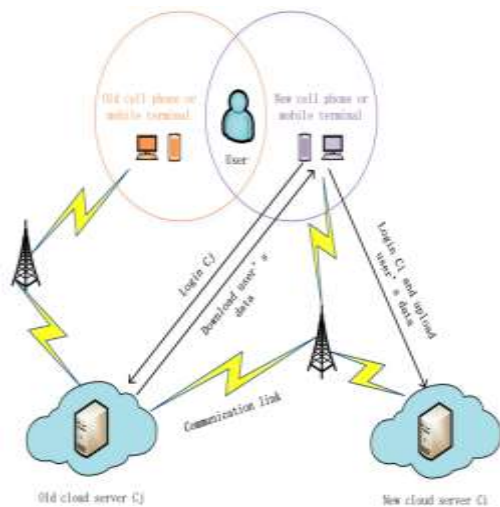 Old cell phone or
mobile terminal
New cell phone or
mobile terminal
User
Login Cj
Download user's
data
Login Ci and upload
user's data
Communication link
Old cloud server Cj
New cloud server Ci